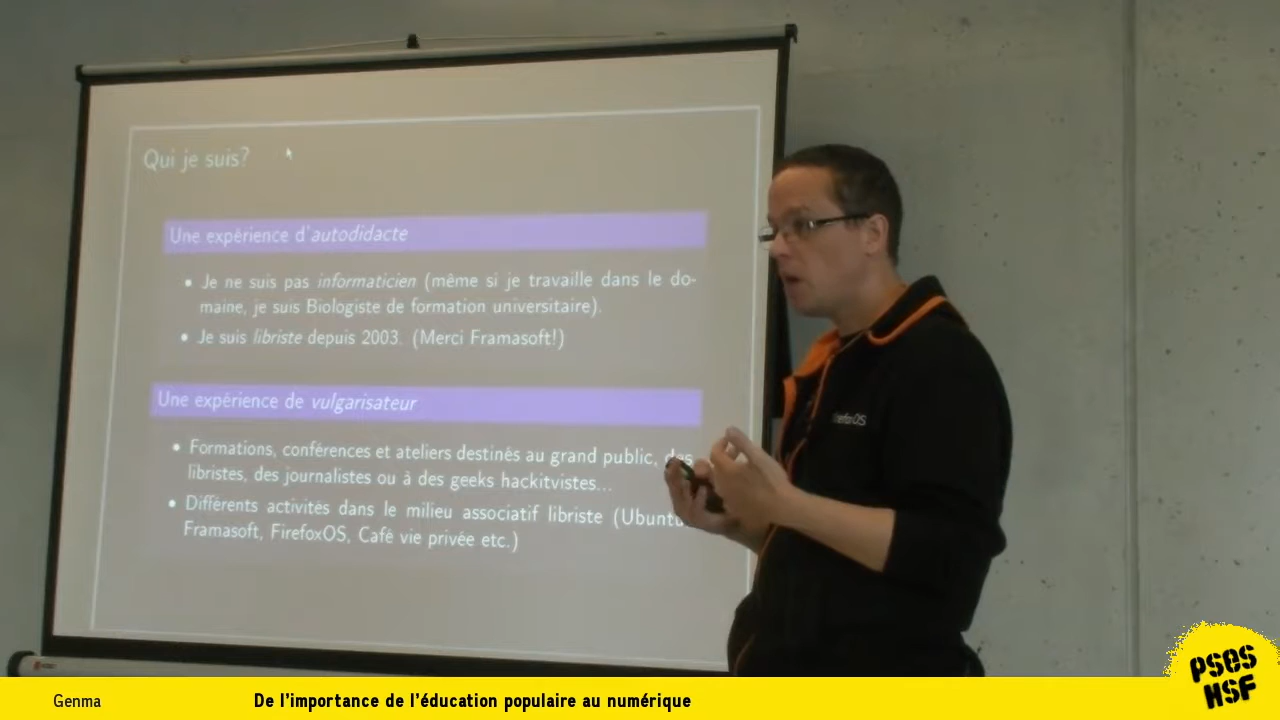 Qui je suis?
Une expérience d'autodidacte
• Je ne suis pas informaticien (même si je travaille dans le do-
maine, je suis Biologiste de formation universitaire).
• Je suis libriste depuis 2003. (Merci Framasoft!)
Une expérience de vulgarisateur
• Formations, conférences et ateliers destinés au grand public, des
libristes, des journalistes ou à des geeks hackitvistes...
• Différents activités dans le milieu associatif libriste (Ubuntu,
Framasoft, FirefoxOS, Café vie privée etc.)
FirefoxOS
Genma
De l'importance de l'éducation populaire au numérique
PSES
HSF